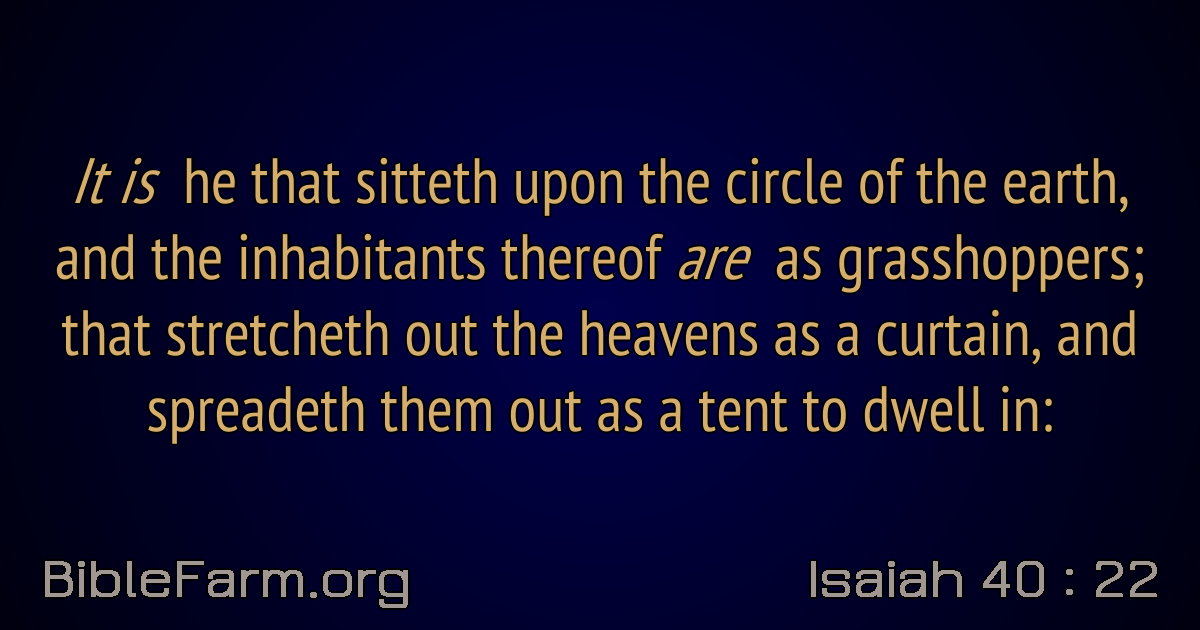 It is he that sitteth upon the circle of the earth,
and the inhabitants thereof are as grasshoppers;
that stretcheth out the heavens as a curtain, and
spreadeth them out as a tent to dwell in:
BibleFarm.org
Isaiah 40 : 22